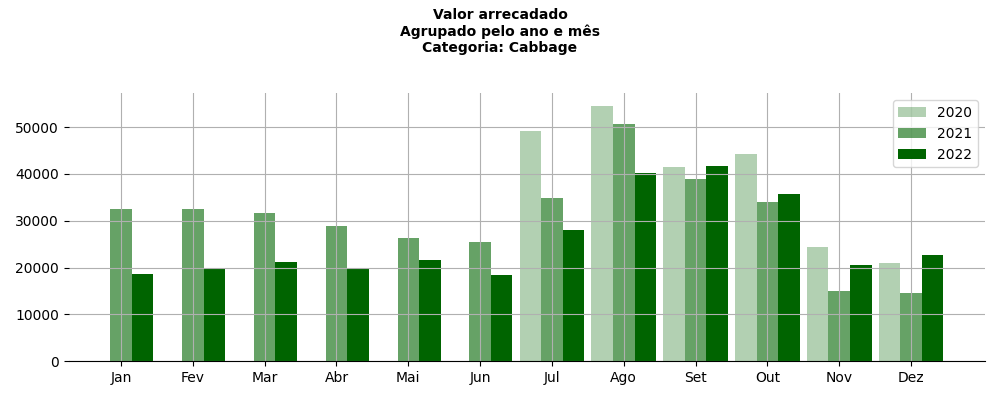 Valor arrecadado
Agrupado pelo ano e mês
Categoria: Cabbage
2020
2021
2022
50000
40000
30000
20000
10000
0
Jan Fev Mar Abr Mai Jun Jul Ago Set Out Nov Dez